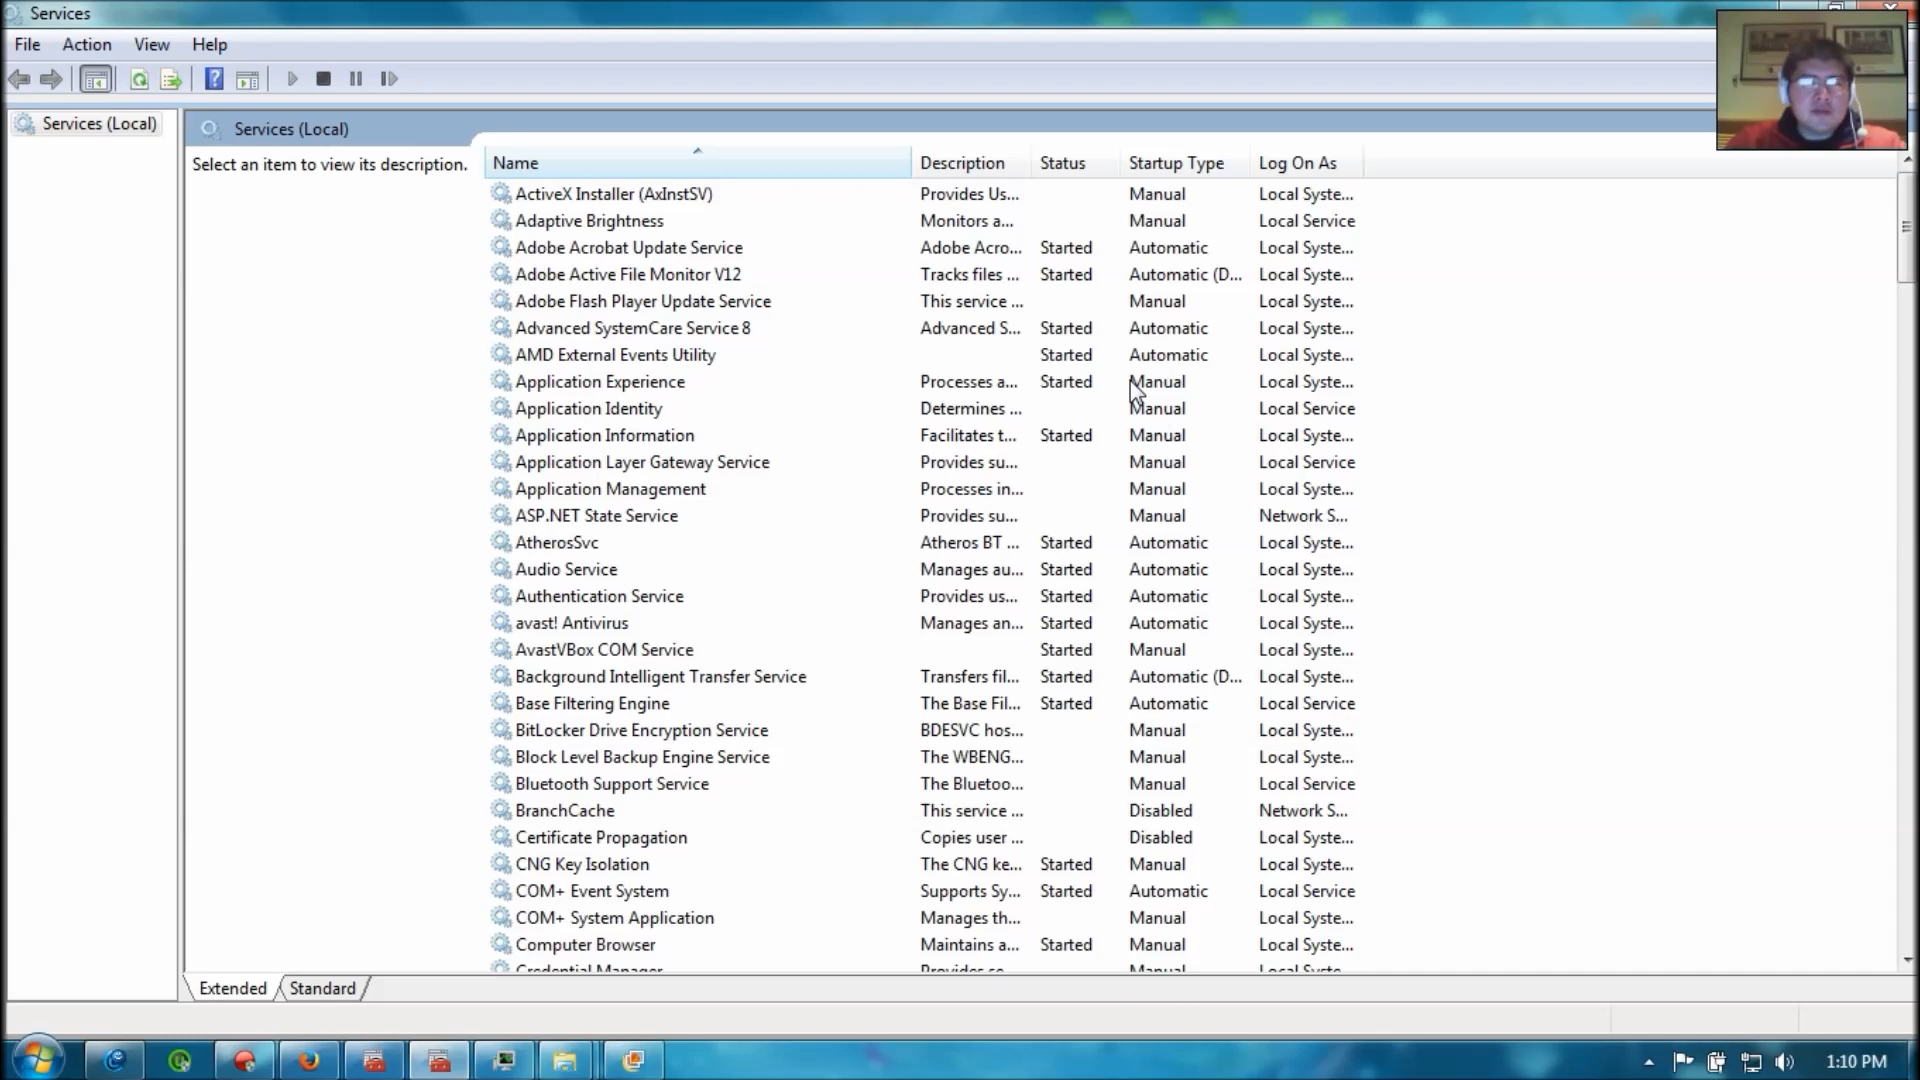 Services
File Action View Help
Services (Local)
Services (Local)
Select an item to view its description.
Name Description Status Startup Type Log On As
ActiveX Installer (AxInstSV) Provides Us... Manual Local Syste...
Adaptive Brightness Monitors a... Manual Local Service
Adobe Acrobat Update Service Adobe Acro... Started Automatic Local Syste...
Adobe Active File Monitor V12 Tracks files ... Started Automatic (D... Local Syste...
Adobe Flash Player Update Service This service ... Manual Local Syste...
Advanced SystemCare Service 8 Advanced S... Started Automatic Local Syste...
AMD External Events Utility Started Automatic Local Syste...
Application Experience Processes a... Started Manual Local Syste...
Application Identity Determines ... Manual Local Service
Application Information Facilitates t... Started Manual Local Syste...
Application Layer Gateway Service Provides su... Manual Local Service
Application Management Processes in... Manual Local Syste...
ASP.NET State Service Provides su... Manual Network S...
AtherosSvc Atheros BT ... Started Automatic Local Syste...
Audio Service Manages au... Started Automatic Local Syste...
Authentication Service Provides us... Started Automatic Local Syste...
avast! Antivirus Manages an... Started Automatic Local Syste...
AvastVBox COM Service Started Manual Local Syste...
Background Intelligent Transfer Service Transfers fil... Started Automatic (D... Local Syste...
Base Filtering Engine The Base Fil... Started Automatic Local Service
BitLocker Drive Encryption Service BDESVC hos... Manual Local Syste...
Block Level Backup Engine Service The WBENG... Manual Local Syste...
Bluetooth Support Service The Bluetoo... Manual Local Service
BranchCache This service ... Disabled Network S...
Certificate Propagation Copies user ... Disabled Local Syste...
CNG Key Isolation The CNG ke... Started Manual Local Syste...
COM+ Event System Supports Sy... Started Automatic Local Service
COM+ System Application Manages th... Manual Local Syste...
Computer Browser Maintains a... Started Manual Local Syste...
Credential Manager Provides se... Manual Local Syste...
Extended Standard
1:10 PM